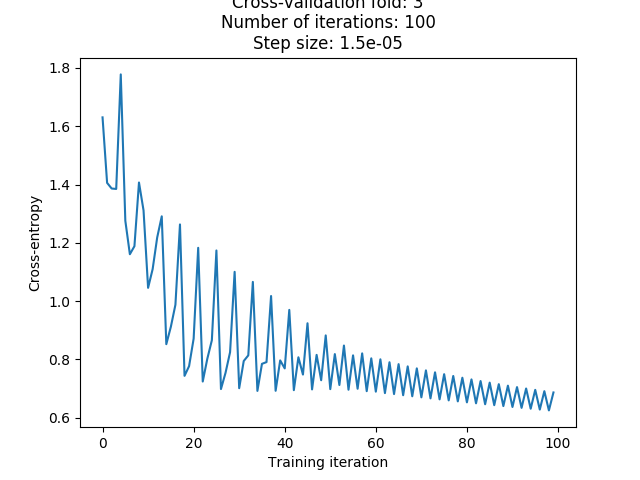 Cross-validation fold: 3
Number of iterations: 100
Step size: 1.5e-05
1.8
1.6
1.4
1.2
1.0
0.8
0.6
Cross-entropy
0 20 40 60 80 100
Training iteration